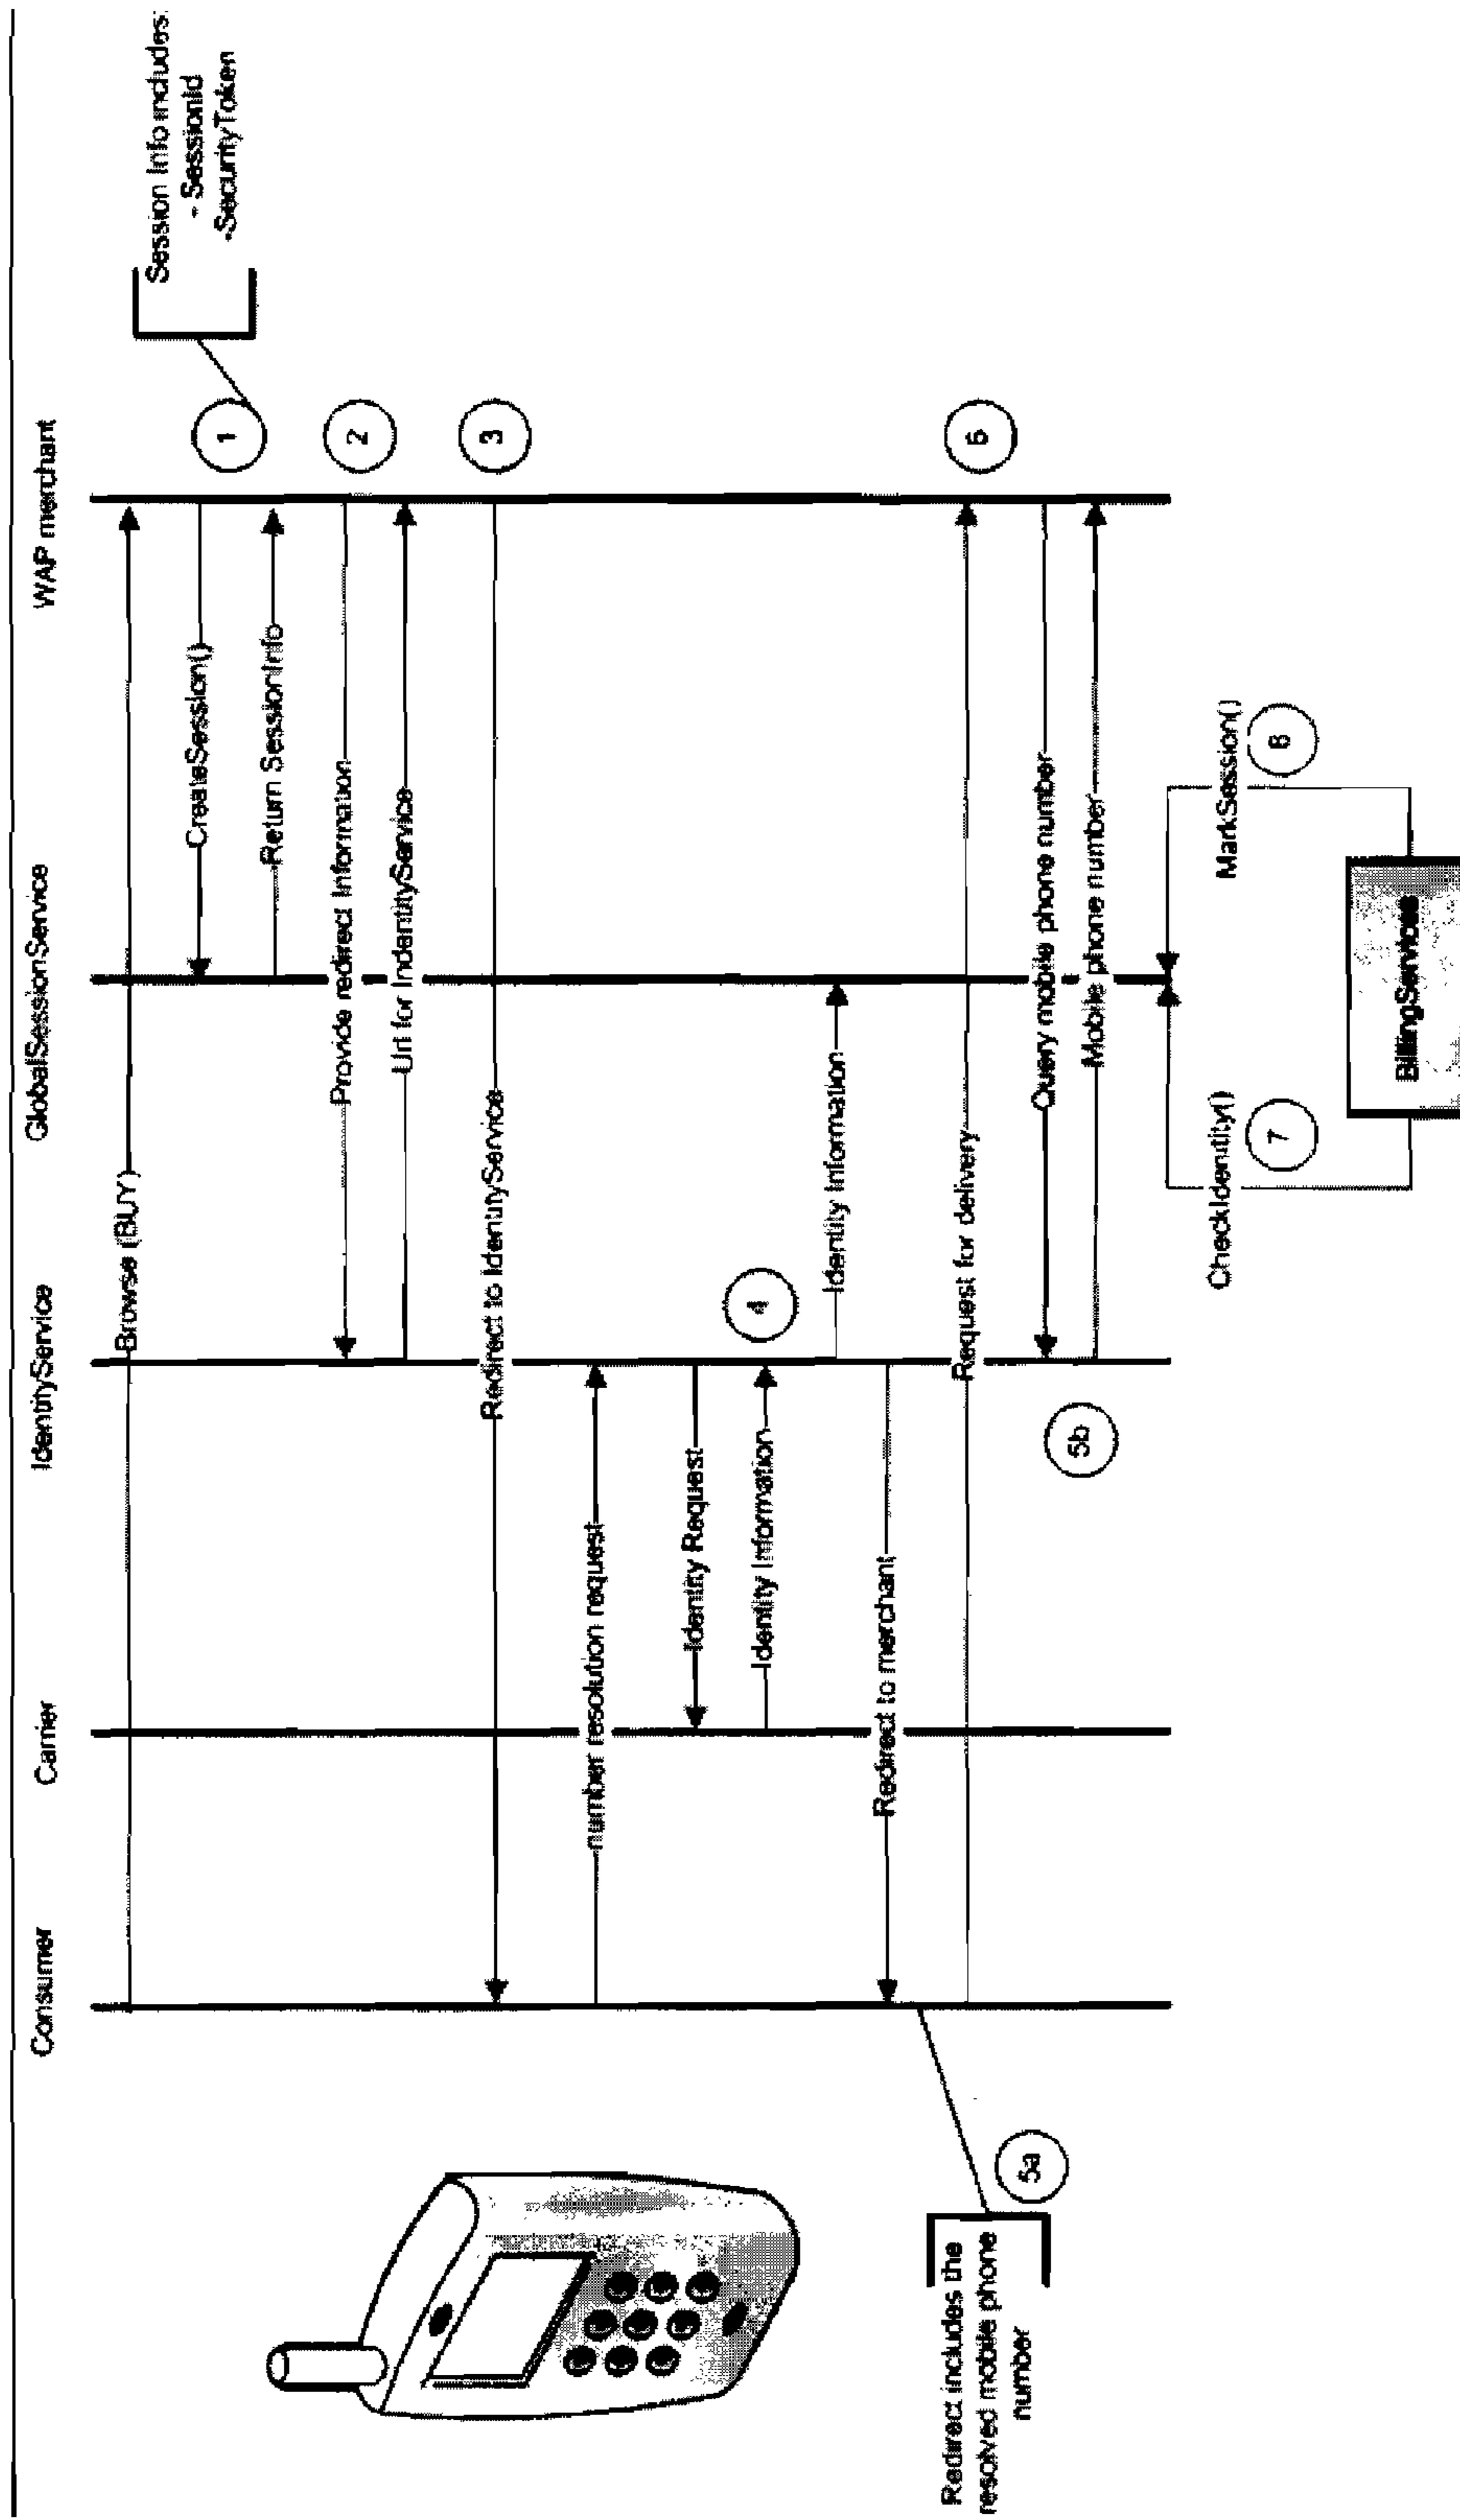 Consumer
Carrier
IdentityService
GlobalSessionService
WAP merchant
Browse (BUY)
CreateSession()
1
Session Info includes:
- SessionId
-SecurityToken
Return SessionInfo
Provide redirect Information
2
Url for IndentityService
Redirect to IdentityService
3
number resolution request
Identity Request
Identity Information
4
Identity Information
Redirect to merchant
Redirect includes the
resolved mobile phone
number
5a
Request for delivery
6
Query mobile phone number
5b
Mobile phone number
CheckIdentity()
7
MarkSession()
8
BillingServices